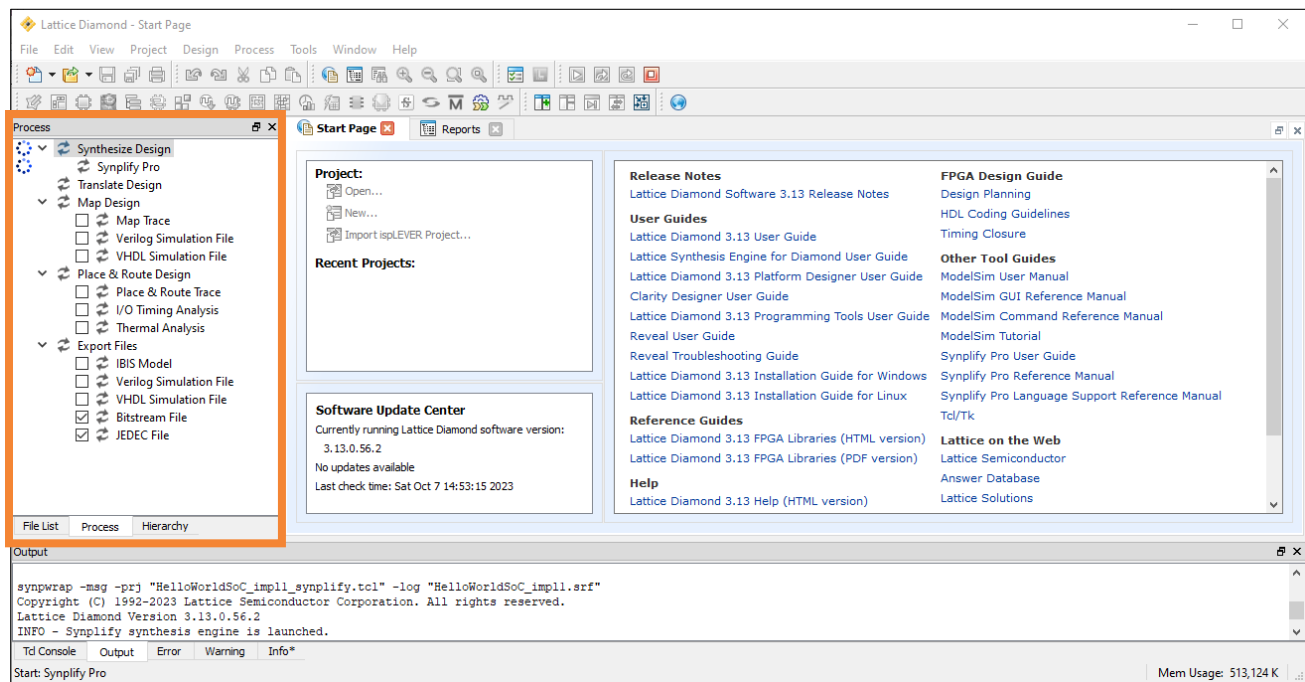 Lattice Diamond - Start Page
File Edit View Project Design Process Tools Window Help
Process
Synthesize Design
Synplify Pro
Translate Design
Map Design
Map Trace
Verilog Simulation File
VHDL Simulation File
Place & Route Design
Place & Route Trace
I/O Timing Analysis
Thermal Analysis
Export Files
IBIS Model
Verilog Simulation File
VHDL Simulation File
Bitstream File
JEDEC File
File List Process Hierarchy
Start Page Reports
Project:
Open...
New...
Import ispLEVER Project...
Recent Projects:
Software Update Center
Currently running Lattice Diamond software version:
3.13.0.56.2
No updates available
Last check time: Sat Oct 7 14:53:15 2023
Release Notes
Lattice Diamond Software 3.13 Release Notes
User Guides
Lattice Diamond 3.13 User Guide
Lattice Synthesis Engine for Diamond User Guide
Lattice Diamond 3.13 Platform Designer User Guide
Clarity Designer User Guide
Lattice Diamond 3.13 Programming Tools User Guide
Reveal User Guide
Reveal Troubleshooting Guide
Lattice Diamond 3.13 Installation Guide for Windows
Lattice Diamond 3.13 Installation Guide for Linux
Reference Guides
Lattice Diamond 3.13 FPGA Libraries (HTML version)
Lattice Diamond 3.13 FPGA Libraries (PDF version)
Help
Lattice Diamond 3.13 Help (HTML version)
FPGA Design Guide
Design Planning
HDL Coding Guidelines
Timing Closure
Other Tool Guides
ModelSim User Manual
ModelSim GUI Reference Manual
ModelSim Command Reference Manual
ModelSim Tutorial
Synplify Pro User Guide
Synplify Pro Reference Manual
Synplify Pro Language Support Reference Manual
Tcl/Tk
Lattice on the Web
Lattice Semiconductor
Answer Database
Lattice Solutions
Output
synpwrap -msg -prj "HelloWorldSoC_impl1_synplify.tcl" -log "HelloWorldSoC_impl1.srf"
Copyright (C) 1992-2023 Lattice Semiconductor Corporation. All rights reserved.
Lattice Diamond Version 3.13.0.56.2
INFO - Synplify synthesis engine is launched.
Tcl Console Output Error Warning Info*
Start: Synplify Pro
Mem Usage: 513,124 K